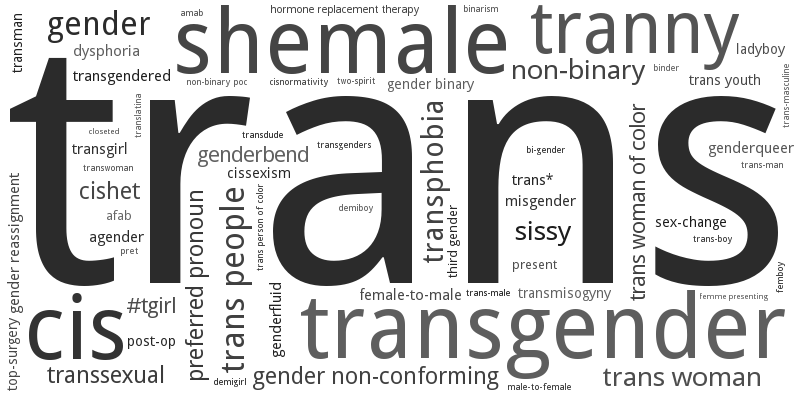 transman
gender
amab
hormone replacement therapy
binarism
shemale
tranny
ladyboy
dysphoria
transgendered
non-binary poc
cisnormativity
two-spirit
gender binary
non-binary
binder
trans youth
trans-masculine
trans
closeted
translatina
transgirl
transwoman
cishet
afab
agender
pret
transdude
genderbend
cissexism
transgenders
transphobia
bi-gender
trans*
misgender
sissy
present
trans woman of color
genderqueer
trans-man
sex-change
trans-boy
femboy
demiboy
third gender
trans person of color
trans people
preferred pronoun
top-surgery
gender reassignment
cis
#tgirl
post-op
transsexual
demigirl
genderfluid
female-to-male
trans-male
transmisogyny
femme presenting
transgender
gender non-conforming
male-to-female
trans woman